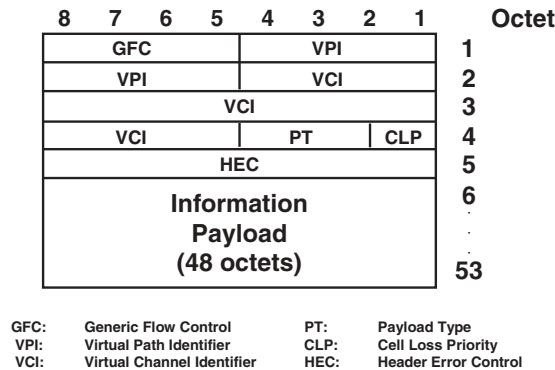 8 7 6 5 4 3 2 1 Octet
GFC VPI 1
VPI VCI 2
VCI 3
VCI PT CLP 4
HEC 5
Information 6
Payload
(48 octets)
53
GFC: Generic Flow Control PT: Payload Type
VPI: Virtual Path Identifier CLP: Cell Loss Priority
VCI: Virtual Channel Identifier HEC: Header Error Control